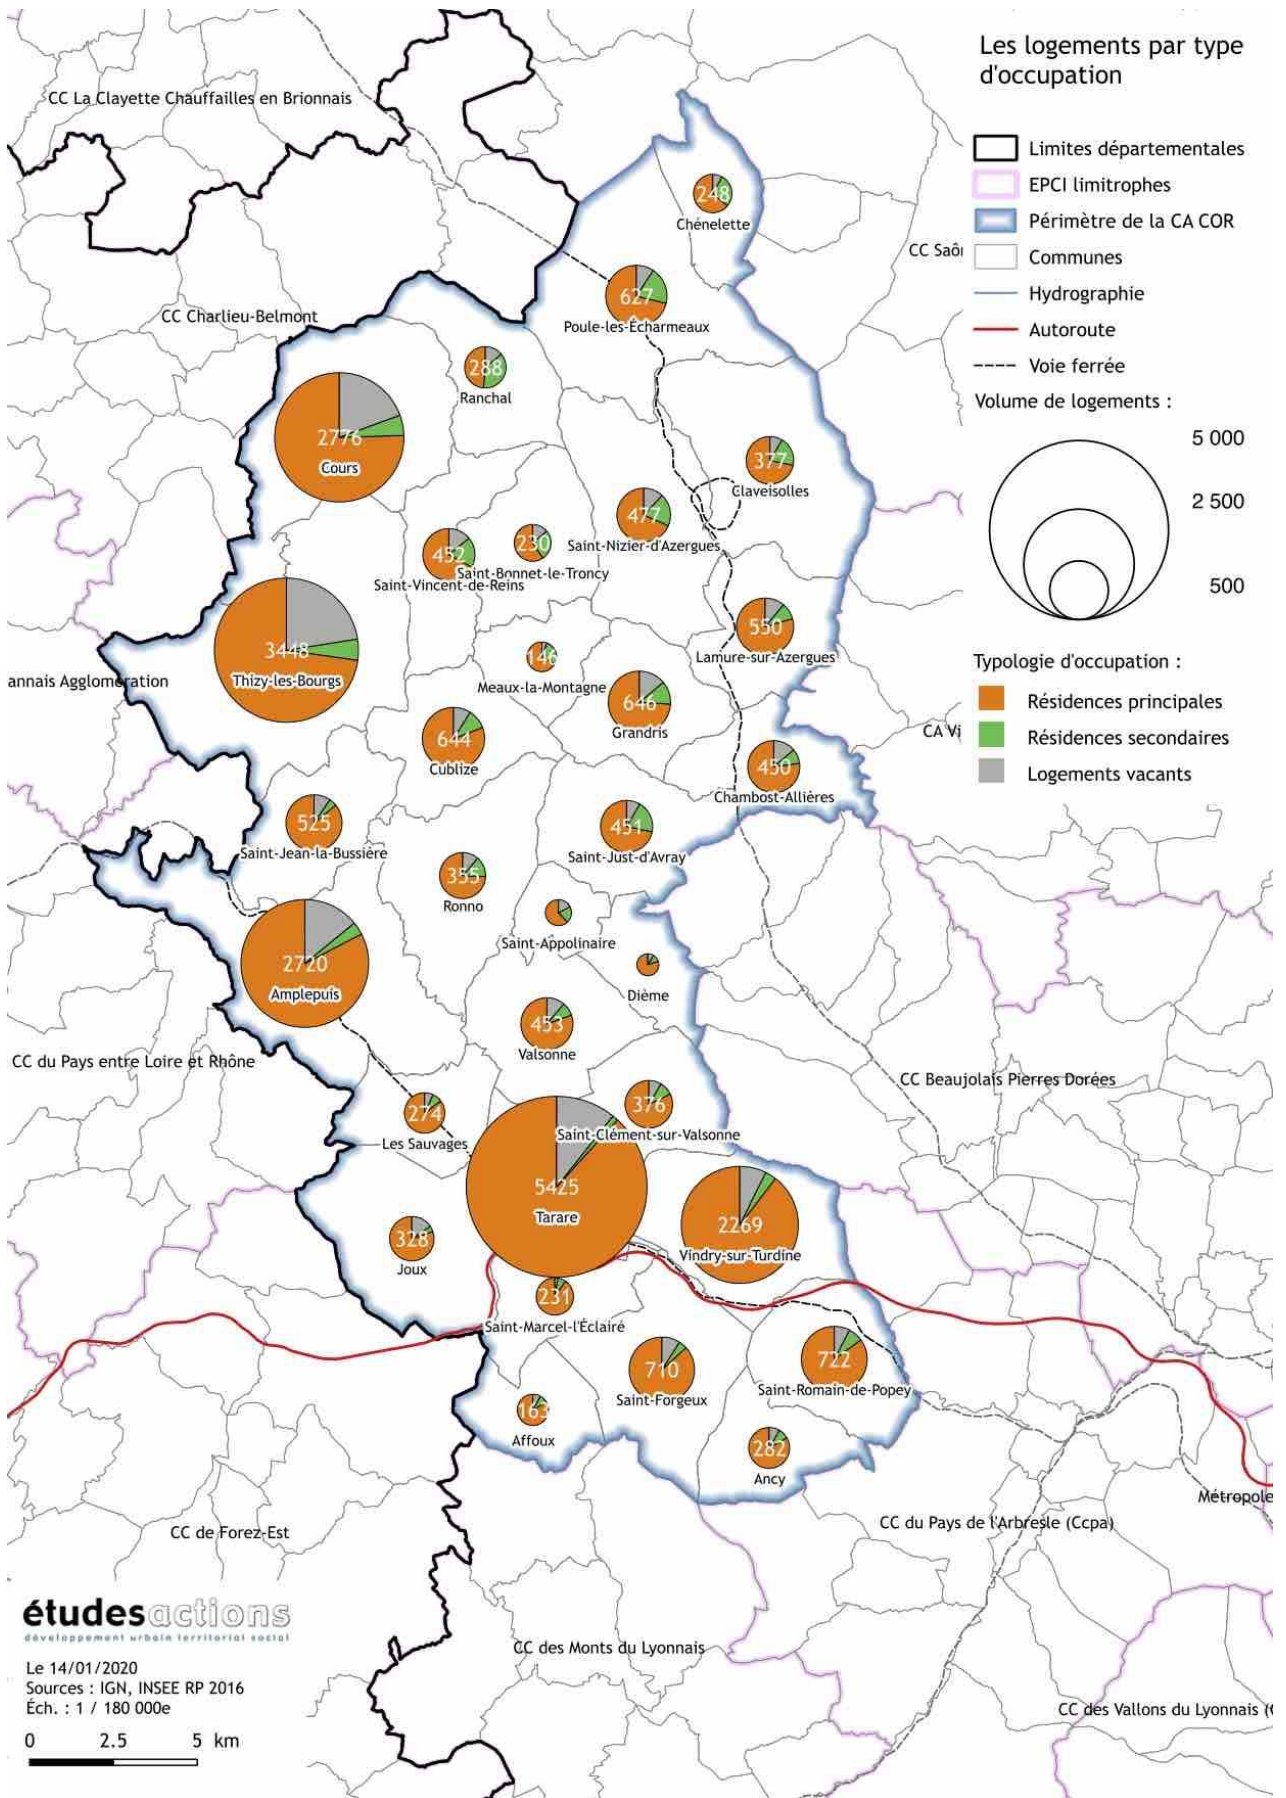 Les logements par type
d'occupation
CC La Clayette Chauffailles en Brionnais
Limites départementales
EPCI limitrophes
248
Chénelette
Périmètre de la CA COR
CC Saôn
Communes
Hydrographie
627
CC Charlieu-Belmont
Poule-les-Écharmeaux
Autoroute
288
Voie ferrée
Ranchal
Volume de logements :
2776
5 000
377
Cours
Claveisolles
2 500
477
Saint-Nizier-d'Azergues
452
230
Saint-Bonnet-le-Troncy
Saint-Vincent-de-Reins
500
550
3448
146
Lamure-sur-Azergues
Typologie d'occupation :
annais Agglomération
Thizy-les-Bourgs
Meaux-la-Montagne
646
Résidences principales
Grandris
644
CA Vi
Résidences secondaires
Cublize
450
Logements vacants
Chambost-Allières
525
451
Saint-Jean-la-Bussière
Saint-Just-d'Avray
355
Ronno
Saint-Appolinaire
2720
Amplepuis
Dième
453
Valsonne
CC du Pays entre Loire et Rhône
CC Beaujolais Pierres Dorées
376
274
Saint-Clément-sur-Valsonne
Les Sauvages
5425
Tarare
2269
Vindry-sur-Turdine
328
Joux
231
Saint-Marcel-l'Éclairé
722
710
Saint-Romain-de-Popey
Saint-Forgeux
163
Affoux
282
Ancy
Métropole
CC de Forez-Est
CC du Pays de l'Arbresle (Ccpa)
étudesactions
développement urbain territorial social
CC des Monts du Lyonnais
Le 14/01/2020
Sources : IGN, INSEE RP 2016
Éch. : 1 / 180 000e
CC des Vallons du Lyonnais (
0 2.5 5 km